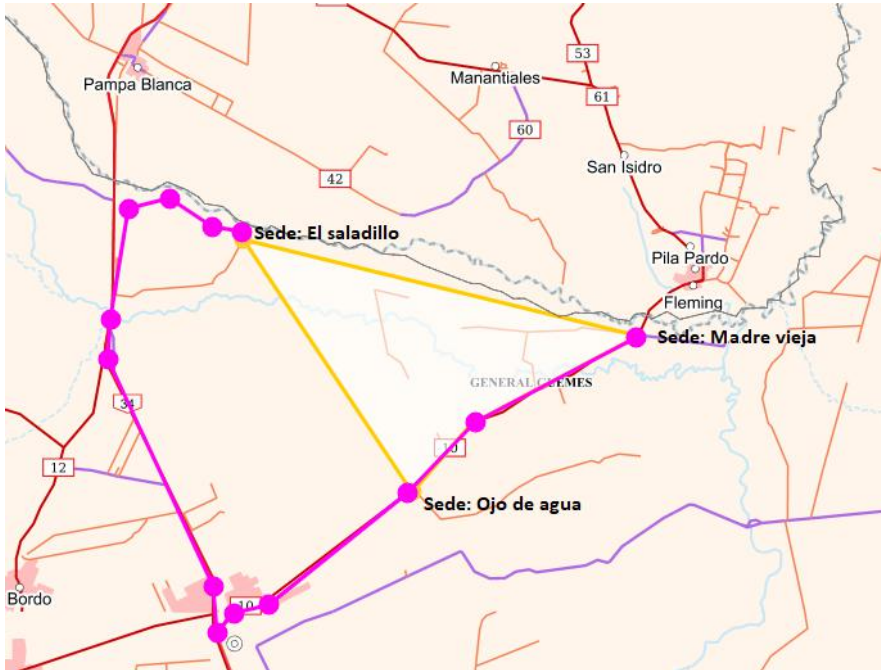 53
Manantiales
Pampa Blanca
61
60
San Isidro
42
Sede: El saladillo
Pila Pardo
Fleming
Sede: Madre vieja
GENERAL GUEMES
34
10
12
Sede: Ojo de agua
Bordo
10